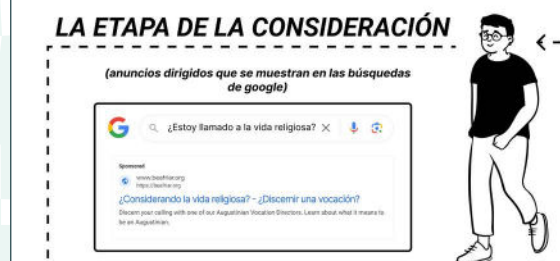 LA ETAPA DE LA CONSIDERACIÓN
(anuncios dirigidos que se muestran en las búsquedas
de google)
¿Estoy llamado a la vida religiosa?
Sponsored
www.beafriar.org
https://beafriar.org
¿Considerando la vida religiosa? - ¿Discernir una vocación?
Discern your calling with one of our Augustinian Vocation Directors. Learn about what it means to
be an Augustinian.